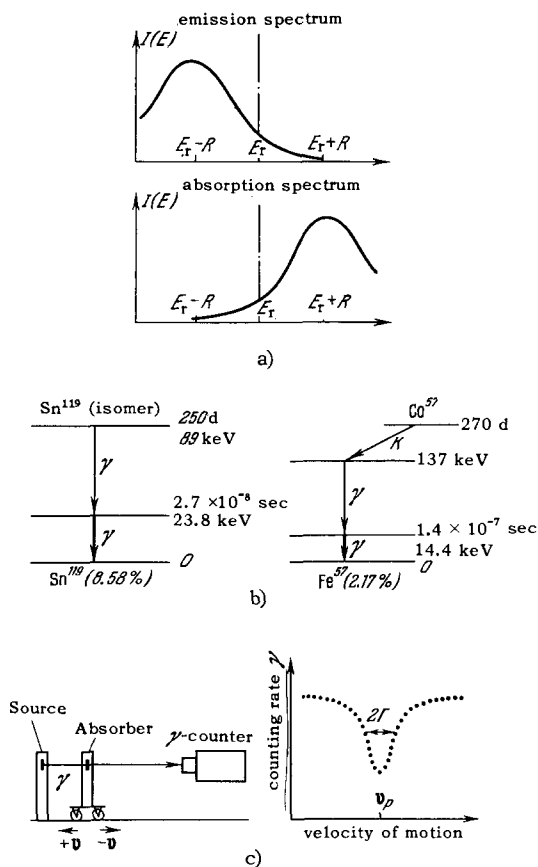 emission spectrum
I(E)
E_r−R
E_r
E_r+R
absorption spectrum
I(E)
E_r−R
E_r
E_r+R
a)
Sn¹¹⁹ (isomer)
250 d
89 keV
γ
2.7 ×10⁻⁸ sec
23.8 keV
γ
0
Sn¹¹⁹ (8.58%)
Co⁵⁷
270 d
K
137 keV
γ
1.4 × 10⁻⁷ sec
γ
14.4 keV
0
Fe⁵⁷ (2.17%)
b)
Source
Absorber
γ-counter
γ
+υ
−υ
counting rate γ
2Γ
υ_p
velocity of motion
c)